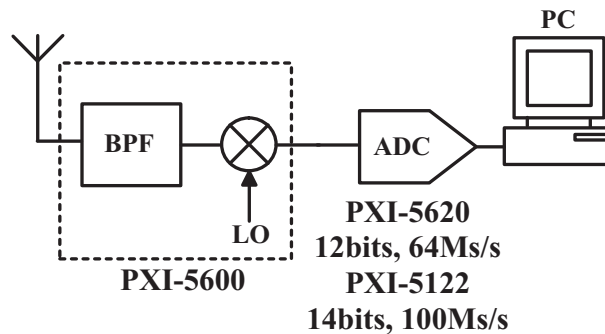 PC
BPF
ADC
LO
PXI-5600
PXI-5620
12bits, 64Ms/s
PXI-5122
14bits, 100Ms/s